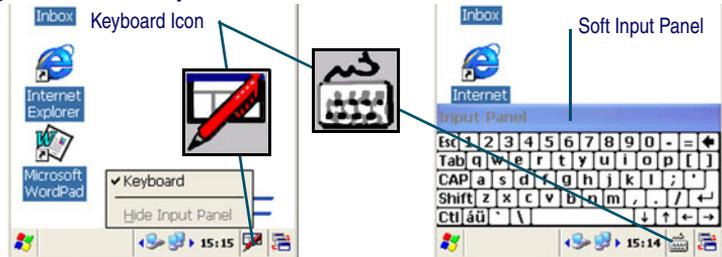 Inbox
Keyboard Icon
Internet
Explorer
Microsoft
WordPad
✔Keyboard
Hide Input Panel
15:15
Inbox
Soft Input Panel
Internet
Input Panel
Esc 1 2 3 4 5 6 7 8 9 0 - = ←
Tab q w e r t y u i o p [ ]
CAP a s d f g h j k l ; '
Shift z x c v b n m , . / ↵
Ctl áü ` \ ↓ ↑ ← →
15:14